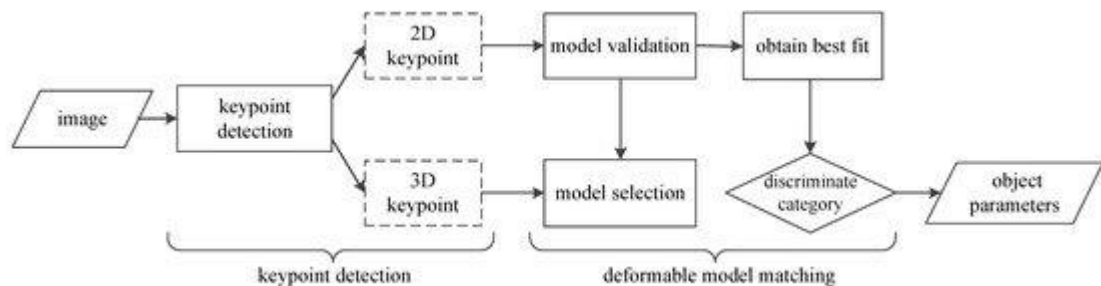 image
keypoint
detection
2D
keypoint
3D
keypoint
model validation
model selection
obtain best fit
discriminate
category
object
parameters
keypoint detection
deformable model matching